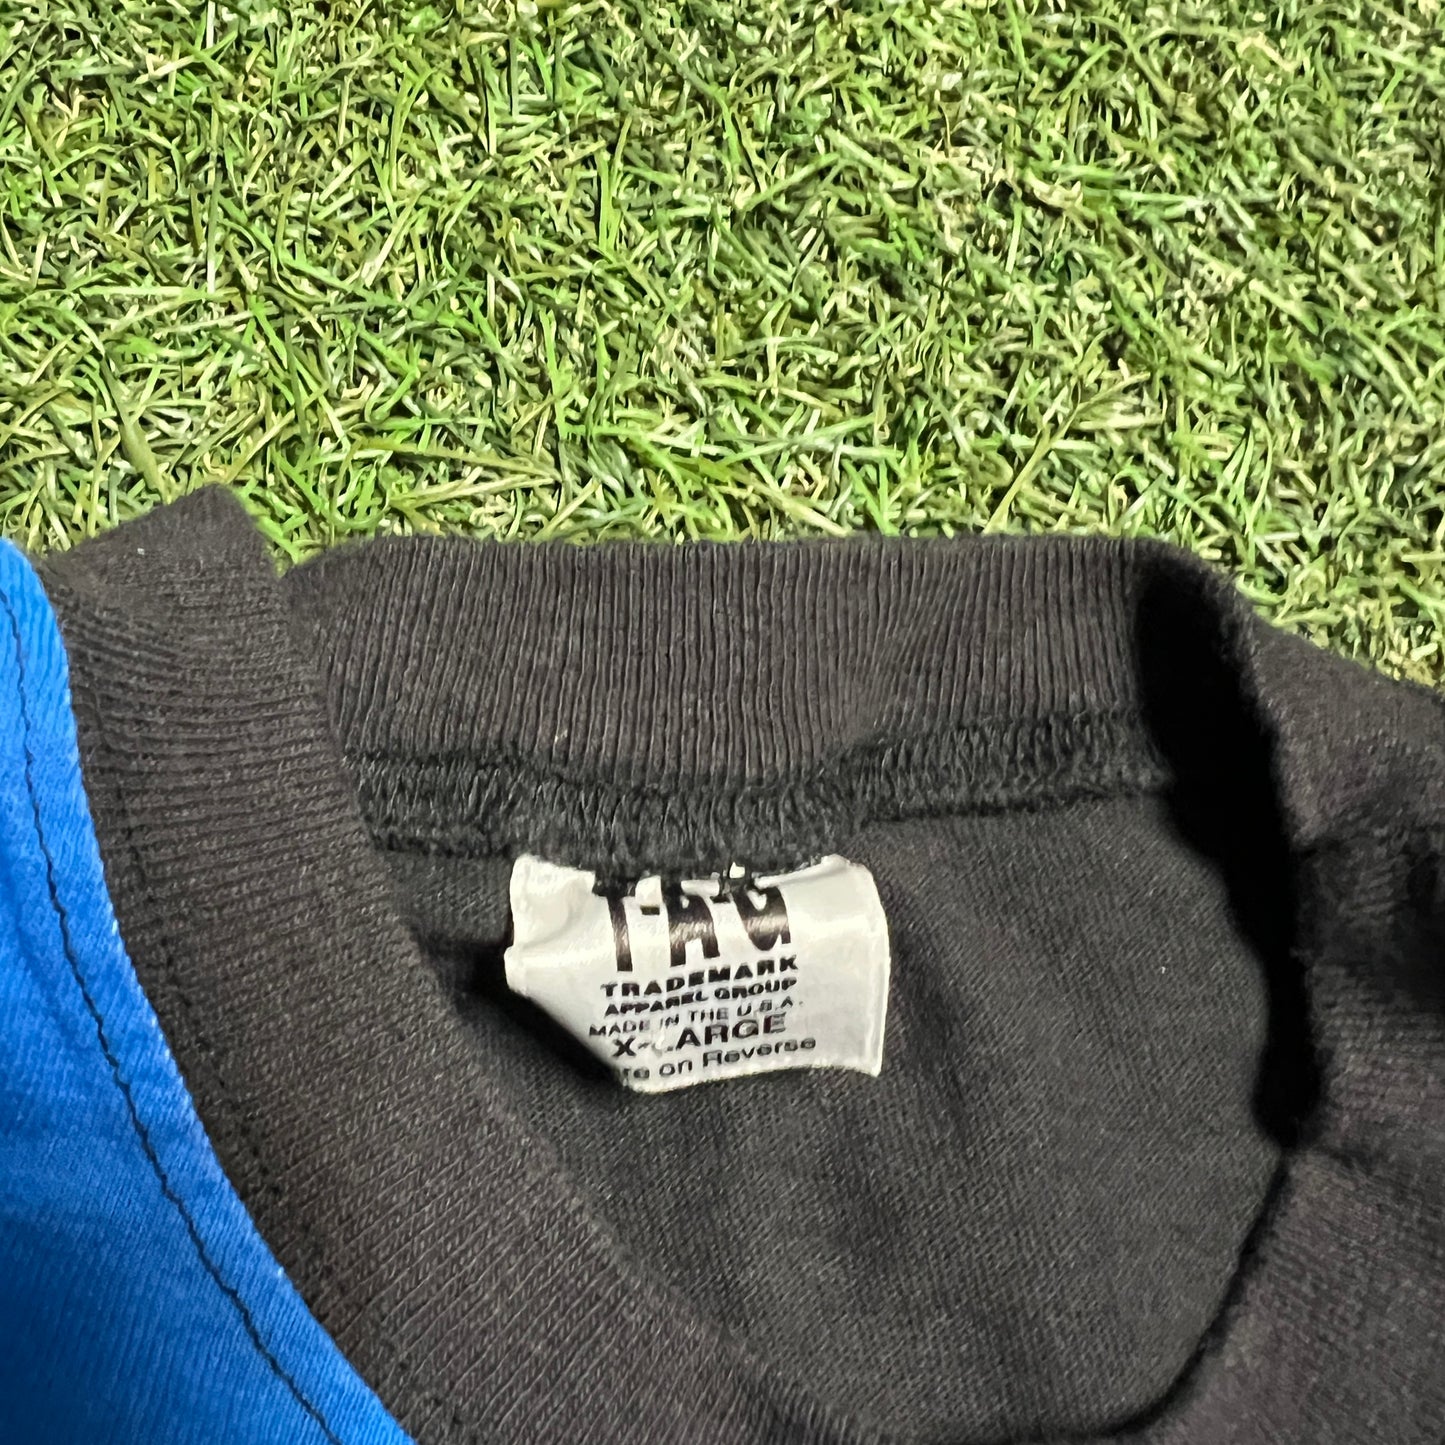 T-A-G
TRADEMARK
APPAREL GROUP
MADE IN THE U.S.A.
X-LARGE
on Reverse